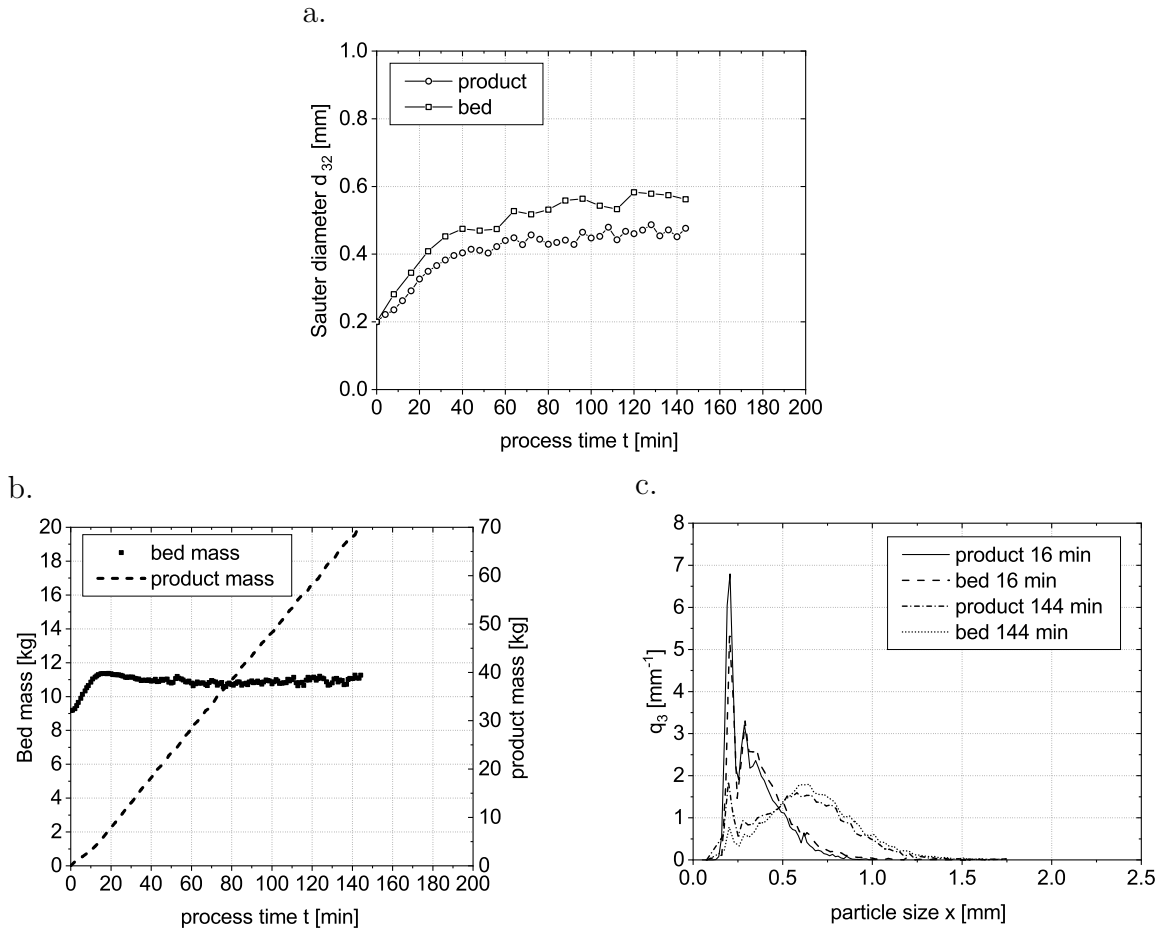 a.
1.0
0.8
0.6
0.4
0.2
0.0
Sauter diameter d32 [mm]
product
bed
0 20 40 60 80 100 120 140 160 180 200
process time t [min]
b.
20
18
16
14
12
10
8
6
4
2
0
Bed mass [kg]
bed mass
product mass
70
60
50
40
30
20
10
0
product mass [kg]
0 20 40 60 80 100 120 140 160 180 200
process time t [min]
c.
8
7
6
5
4
3
2
1
0
q3 [mm-1]
product 16 min
bed 16 min
product 144 min
bed 144 min
0.0 0.5 1.0 1.5 2.0 2.5
particle size x [mm]